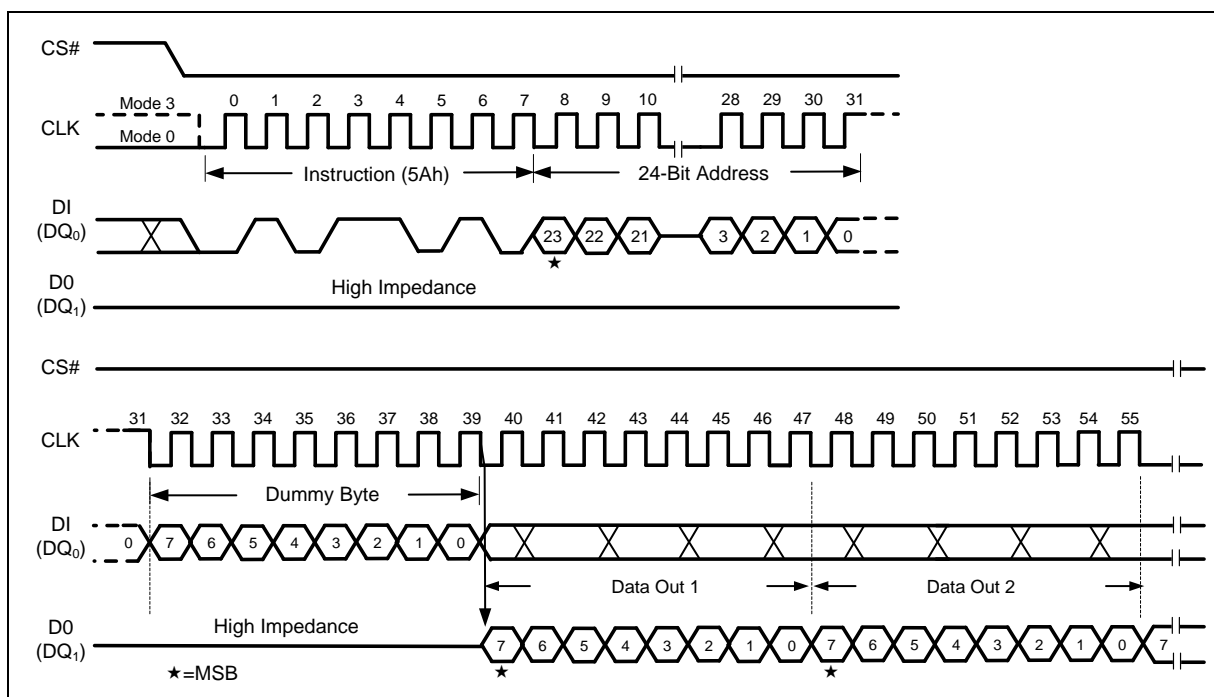 CS#
Mode 3
0 1 2 3 4 5 6 7 8 9 10 28 29 30 31
CLK
Mode 0
Instruction (5Ah) 24-Bit Address
DI
(DQ0)
23 22 21 3 2 1 0
★
D0
(DQ1)
High Impedance
CS#
31 32 33 34 35 36 37 38 39 40 41 42 43 44 45 46 47 48 49 50 51 52 53 54 55
CLK
Dummy Byte
DI
(DQ0)
0 7 6 5 4 3 2 1 0
Data Out 1 Data Out 2
D0
(DQ1)
High Impedance
7 6 5 4 3 2 1 0 7 6 5 4 3 2 1 0 7
★ ★
★=MSB